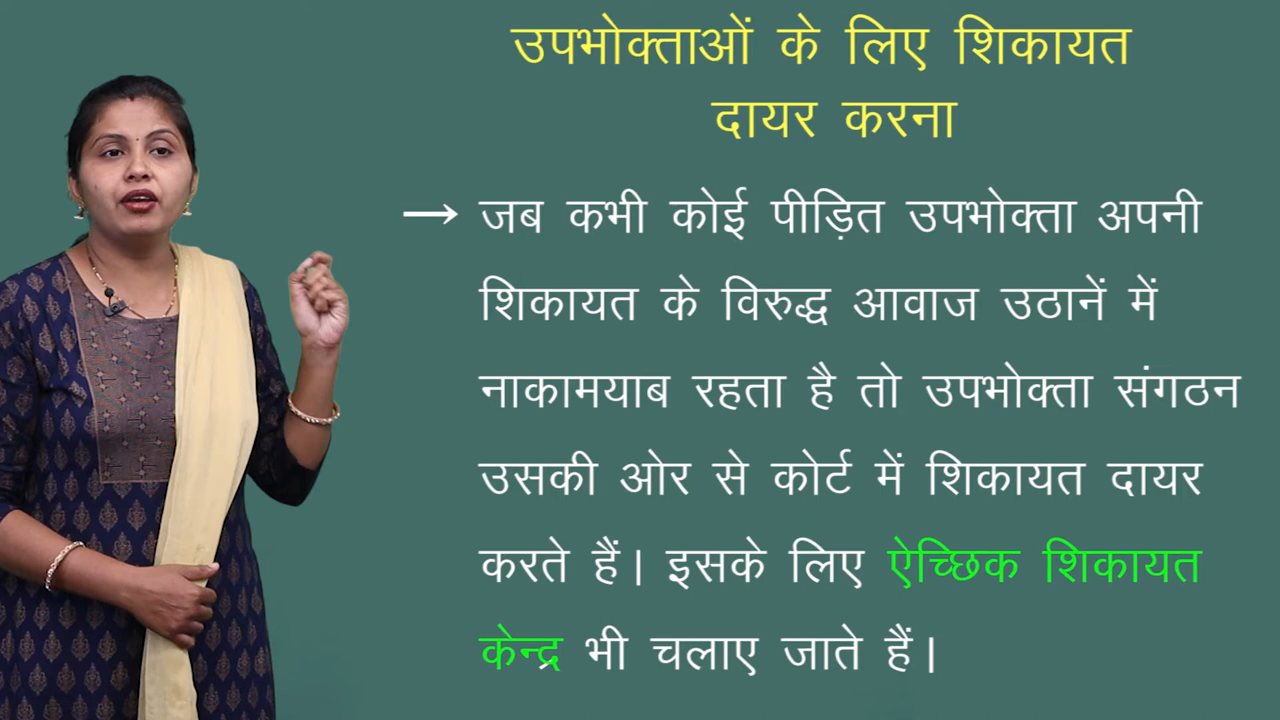 उपभोक्ताओं के लिए शिकायत
दायर करना
→ जब कभी कोई पीड़ित उपभोक्ता अपनी
शिकायत के विरुद्ध आवाज उठानें में
नाकामयाब रहता है तो उपभोक्ता संगठन
उसकी ओर से कोर्ट में शिकायत दायर
करते हैं। इसके लिए ऐच्छिक शिकायत
केन्द्र भी चलाए जाते हैं।